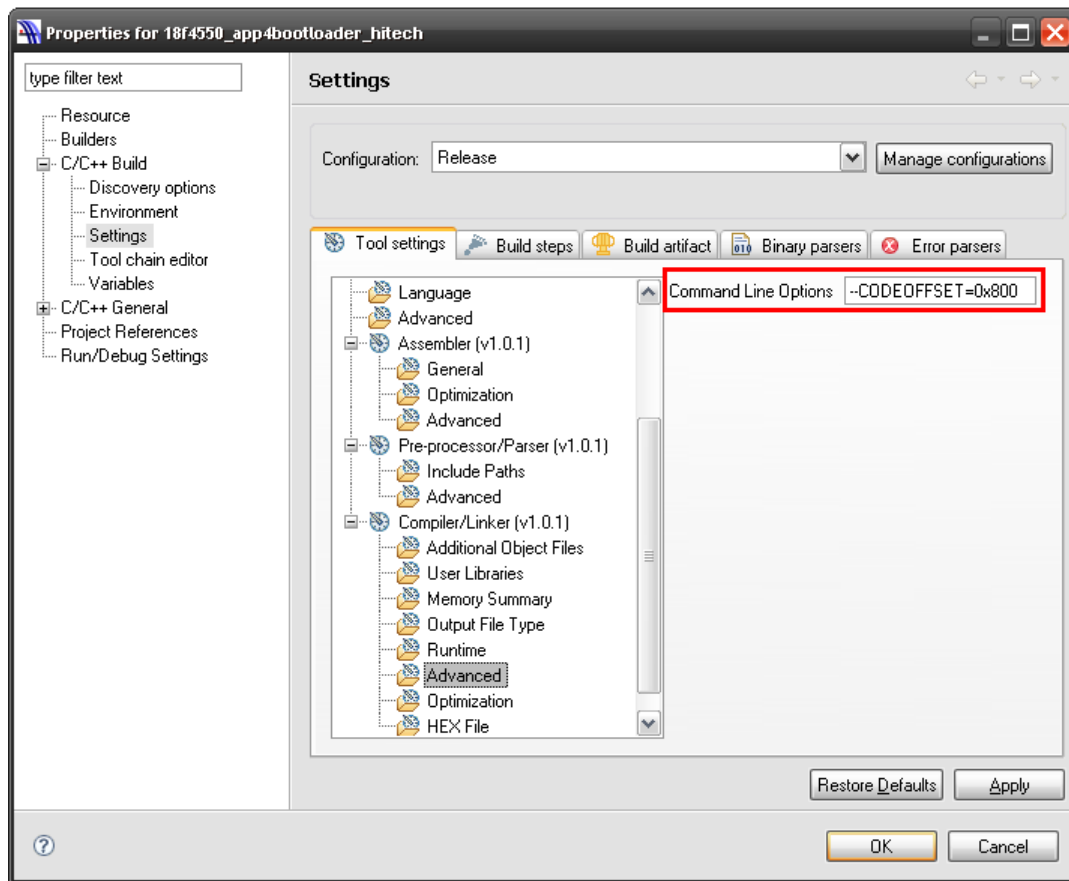 Properties for 18f4550_app4bootloader_hitech
type filter text
Resource
Builders
C/C++ Build
Discovery options
Environment
Settings
Tool chain editor
Variables
C/C++ General
Project References
Run/Debug Settings
Settings
Configuration: Release Manage configurations
Tool settings Build steps Build artifact Binary parsers Error parsers
Language
Advanced
Assembler (v1.0.1)
General
Optimization
Advanced
Pre-processor/Parser (v1.0.1)
Include Paths
Advanced
Compiler/Linker (v1.0.1)
Additional Object Files
User Libraries
Memory Summary
Output File Type
Runtime
Advanced
Optimization
HEX File
Command Line Options --CODEOFFSET=0x800
Restore Defaults Apply
? OK Cancel